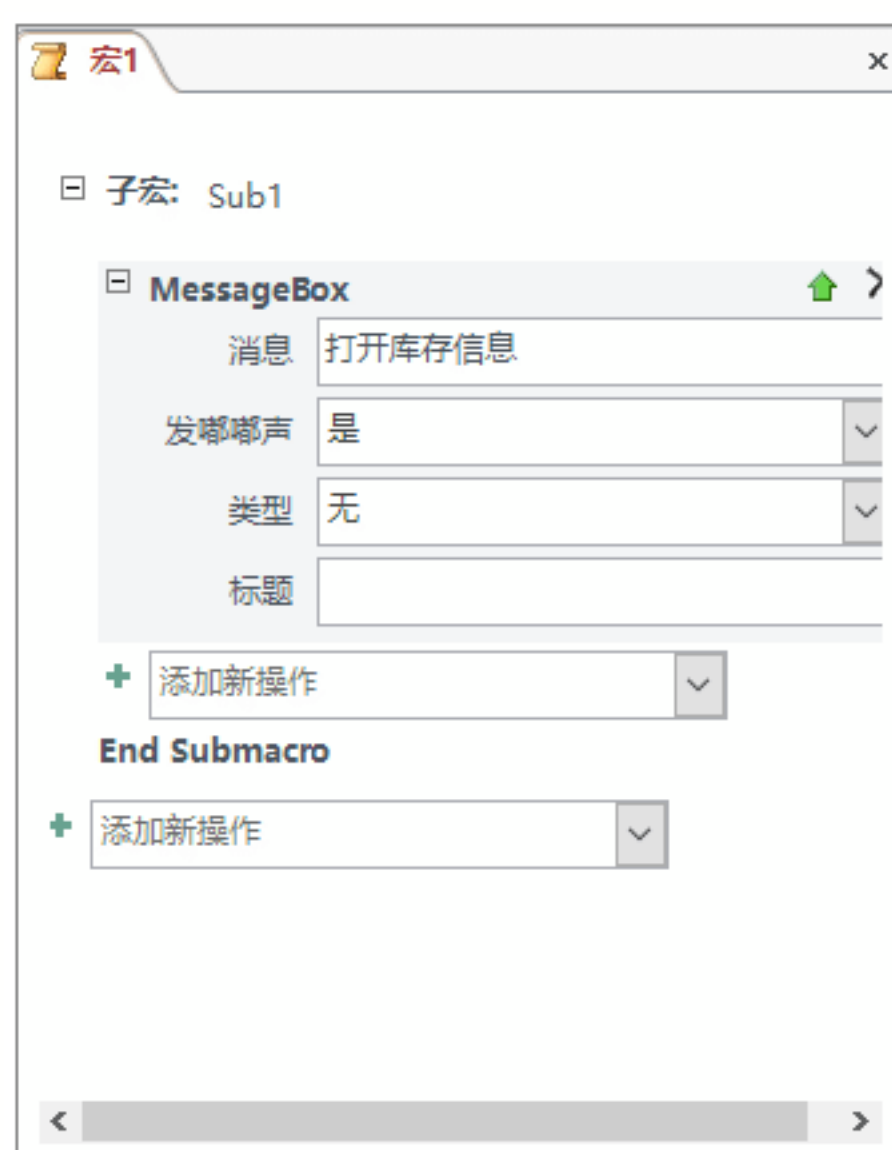 宏1
子宏: Sub1
MessageBox
消息 打开库存信息
发嘟嘟声 是
类型 无
标题
添加新操作
End Submacro
添加新操作